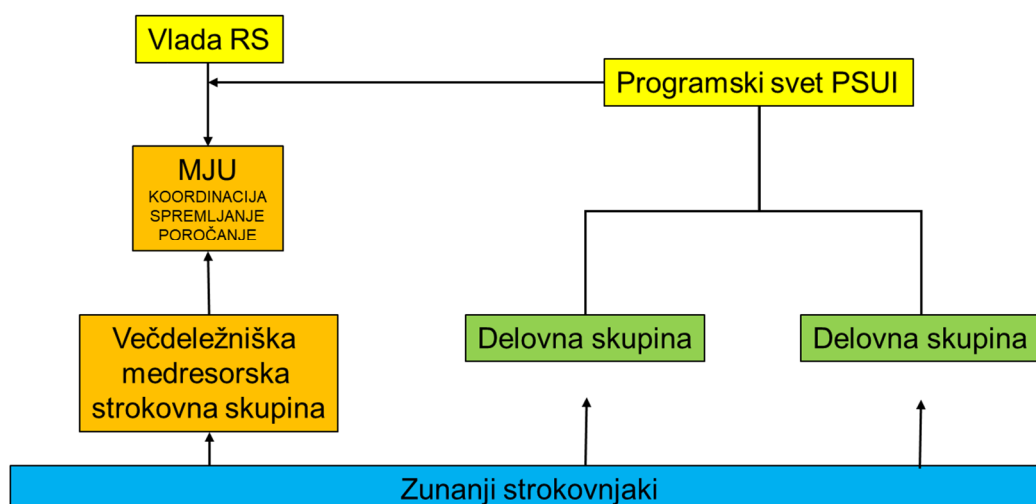 Vlada RS
Programski svet PSUI
MJU
KOORDINACIJA
SPREMLJANJE
POROČANJE
Večdeležniška
medresorska
strokovna skupina
Delovna skupina
Delovna skupina
Zunanji strokovnjaki